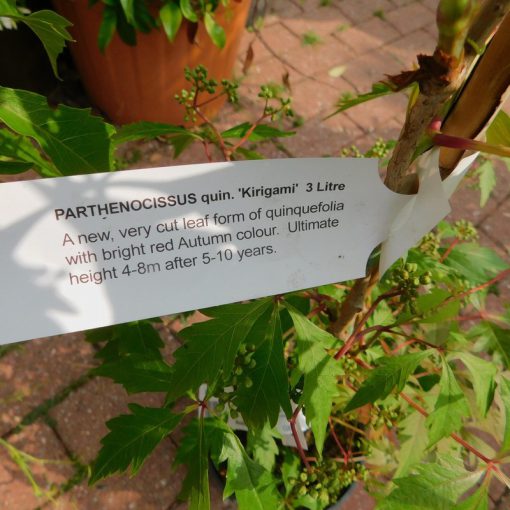 PARTHENOCISSUS quin. 'Kirigami' 3 Litre
A new, very cut leaf form of quinquefolia
with bright red Autumn colour. Ultimate
height 4-8m after 5-10 years.